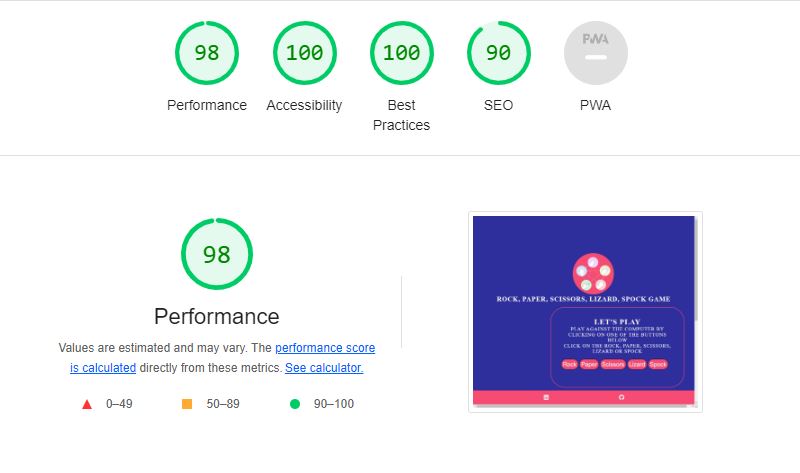 98
100
100
90
PWA
Performance
Accessibility
Best
Practices
SEO
PWA
98
Performance
Values are estimated and may vary. The performance score
is calculated directly from these metrics. See calculator.
0–49
50–89
90–100
ROCK, PAPER, SCISSORS, LIZARD, SPOCK GAME
LET'S PLAY
PLAY AGAINST THE COMPUTER BY
CLICKING ON ONE OF THE BUTTONS
BELOW
CLICK ON THE ROCK, PAPER, SCISSORS,
LIZARD OR SPOCK
Rock Paper Scissors Lizard Spock